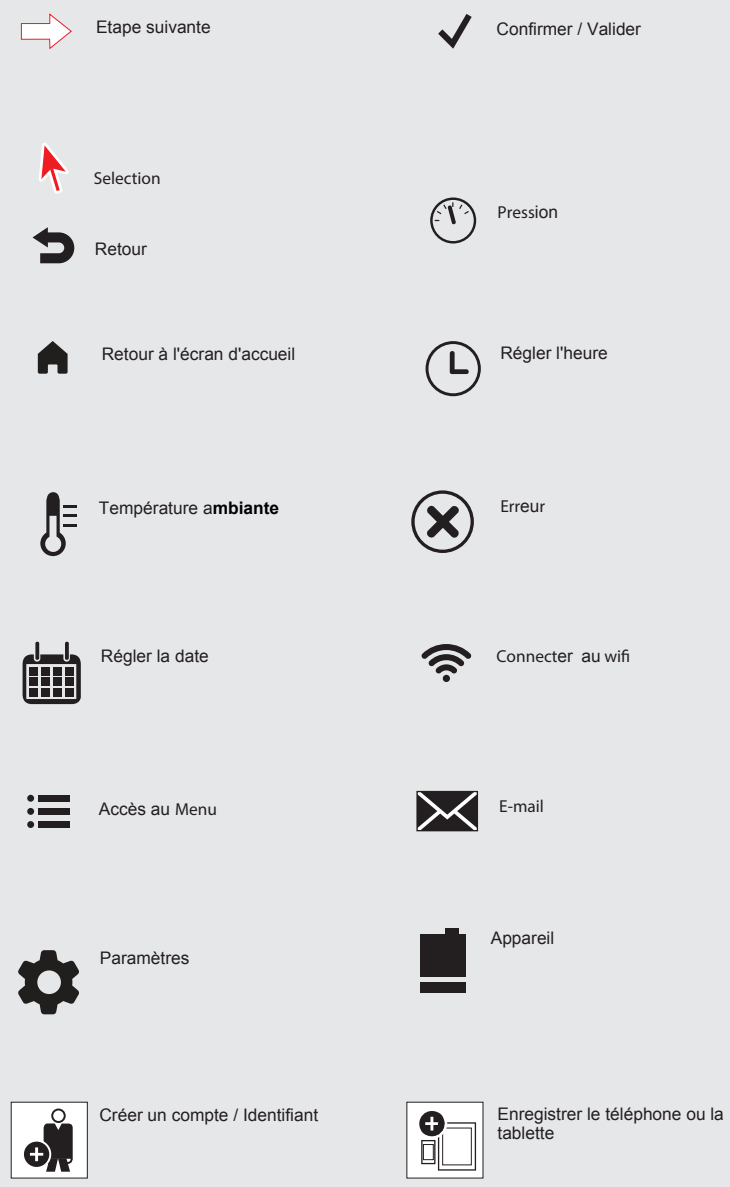 Etape suivante
Confirmer / Valider
Selection
Pression
Retour
Retour à l'écran d'accueil
Régler l'heure
Température ambiante
Erreur
Régler la date
Connecter au wifi
Accès au Menu
E-mail
Paramètres
Appareil
Créer un compte / Identifiant
Enregistrer le téléphone ou la
tablette